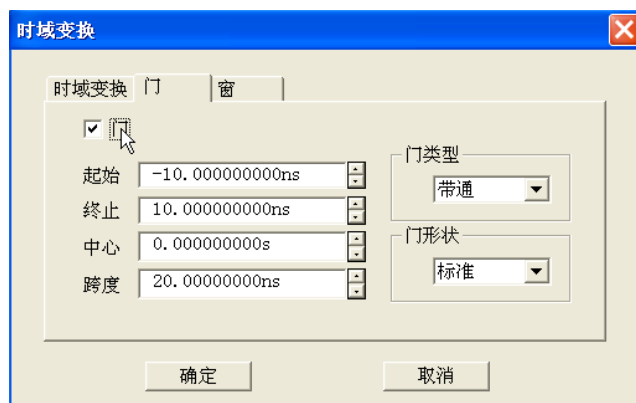 时域变换
时域变换 门 窗
门
起始 -10.000000000ns
终止 10.000000000ns
中心 0.000000000s
跨度 20.00000000ns
门类型
带通
门形状
标准
确定 取消